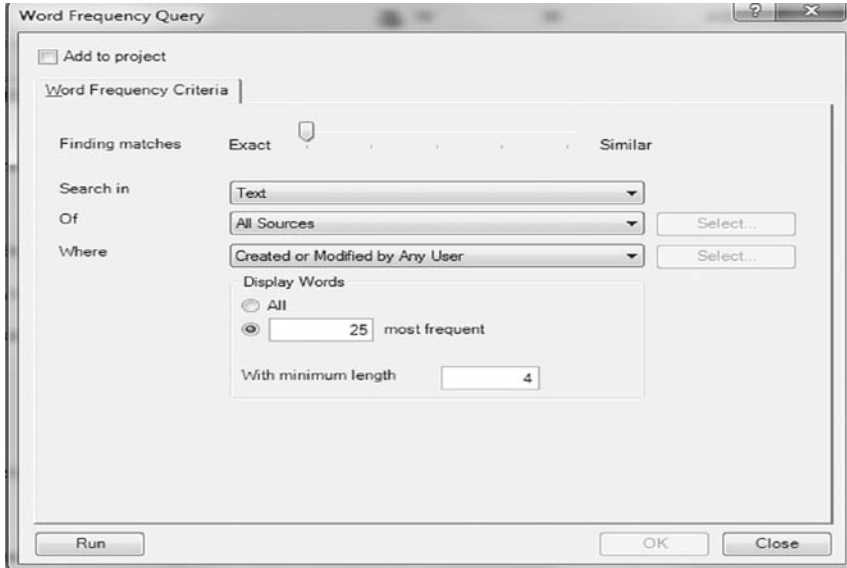 Word Frequency Query
Add to project
Word Frequency Criteria
Finding matches Exact Similar
Search in Text
Of All Sources Select...
Where Created or Modified by Any User Select...
Display Words
All
25 most frequent
With minimum length 4
Run OK Close